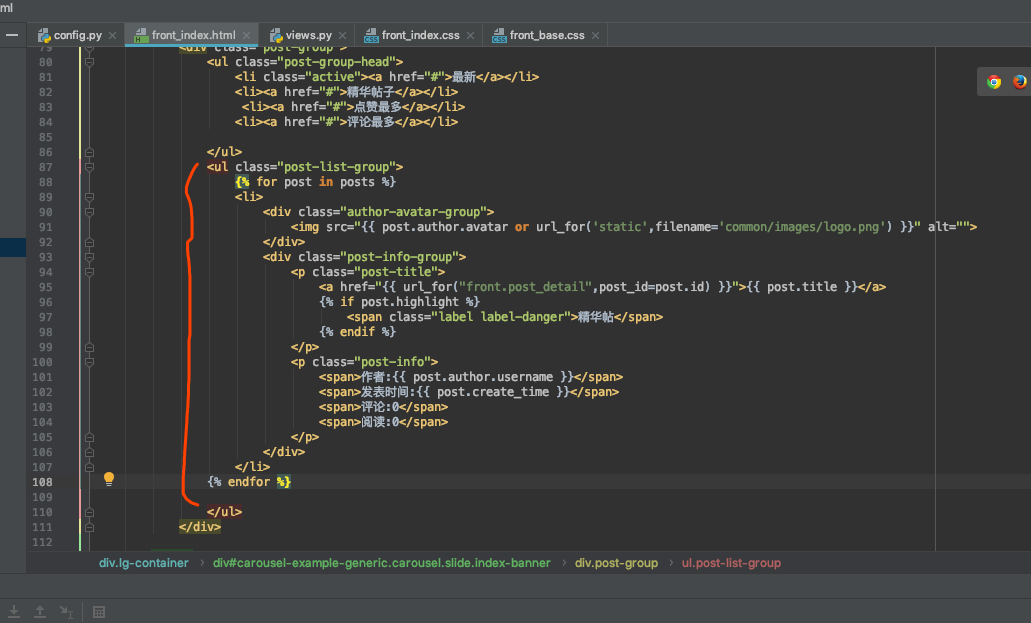 ml
config.py
front_index.html
views.py
front_index.css
front_base.css
79 <div class="post-group">
80 <ul class="post-group-head">
81 <li class="active"><a href="#">最新</a></li>
82 <li><a href="#">精华帖子</a></li>
83 <li><a href="#">点赞最多</a></li>
84 <li><a href="#">评论最多</a></li>
85
86 </ul>
87 <ul class="post-list-group">
88 {% for post in posts %}
89 <li>
90 <div class="author-avatar-group">
91 <img src="{{ post.author.avatar or url_for('static',filename='common/images/logo.png') }}" alt="">
92 </div>
93 <div class="post-info-group">
94 <p class="post-title">
95 <a href="{{ url_for("front.post_detail",post_id=post.id) }}">{{ post.title }}</a>
96 {% if post.highlight %}
97 <span class="label label-danger">精华帖</span>
98 {% endif %}
99 </p>
100 <p class="post-info">
101 <span>作者:{{ post.author.username }}</span>
102 <span>发表时间:{{ post.create_time }}</span>
103 <span>评论:0</span>
104 <span>阅读:0</span>
105 </p>
106 </div>
107 </li>
108 {% endfor %}
109
110 </ul>
111 </div>
112
div.lg-container › div#carousel-example-generic.carousel.slide.index-banner › div.post-group › ul.post-list-group